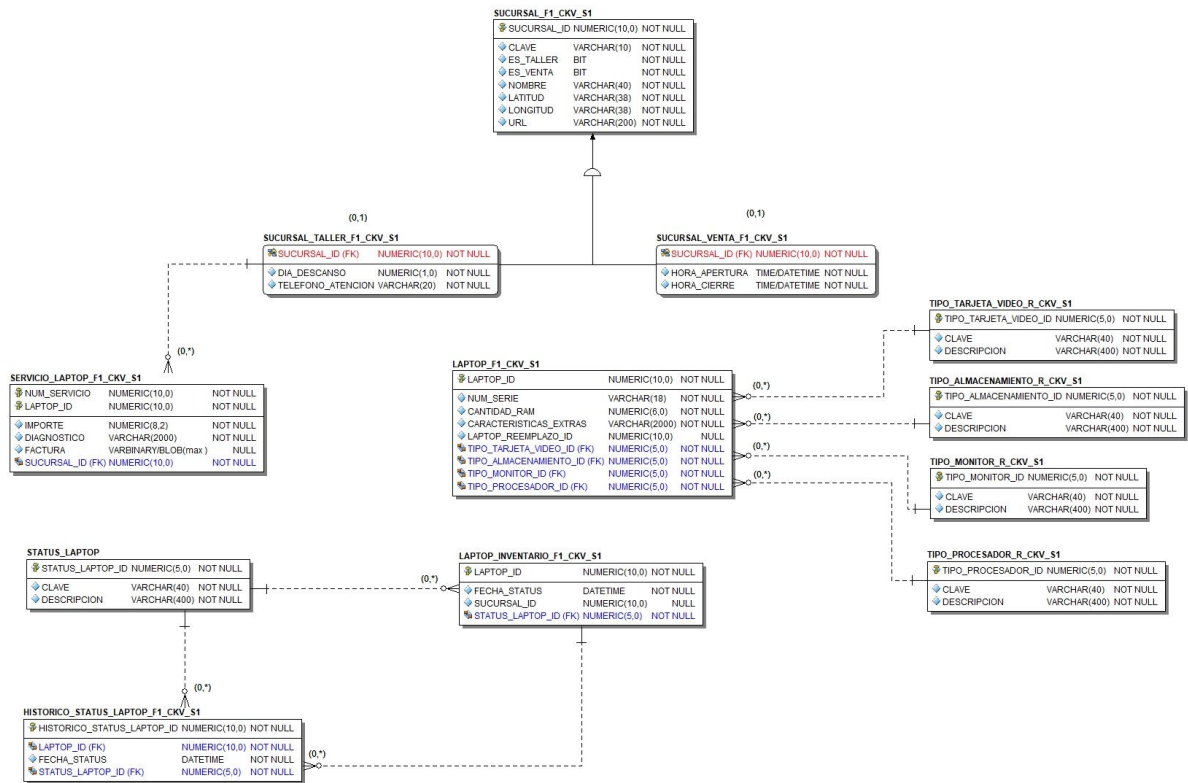 SUCURSAL_F1_CKV_S1
SUCURSAL_ID NUMERIC(10,0) NOT NULL
CLAVE VARCHAR(10) NOT NULL
ES_TALLER BIT NOT NULL
ES_VENTA BIT NOT NULL
NOMBRE VARCHAR(40) NOT NULL
LATITUD VARCHAR(38) NOT NULL
LONGITUD VARCHAR(38) NOT NULL
URL VARCHAR(200) NOT NULL
(0,1)
SUCURSAL_TALLER_F1_CKV_S1
SUCURSAL_ID (FK) NUMERIC(10,0) NOT NULL
DIA_DESCANSO NUMERIC(1,0) NOT NULL
TELEFONO_ATENCION VARCHAR(20) NOT NULL
(0,1)
SUCURSAL_VENTA_F1_CKV_S1
SUCURSAL_ID (FK) NUMERIC(10,0) NOT NULL
HORA_APERTURA TIME/DATETIME NOT NULL
HORA_CIERRE TIME/DATETIME NOT NULL
(0,*)
SERVICIO_LAPTOP_F1_CKV_S1
NUM_SERVICIO NUMERIC(10,0) NOT NULL
LAPTOP_ID NUMERIC(10,0) NOT NULL
IMPORTE NUMERIC(8,2) NOT NULL
DIAGNOSTICO VARCHAR(2000) NOT NULL
FACTURA VARBINARY/BLOB(max) NULL
SUCURSAL_ID (FK) NUMERIC(10,0) NOT NULL
LAPTOP_F1_CKV_S1
LAPTOP_ID NUMERIC(10,0) NOT NULL
NUM_SERIE VARCHAR(18) NOT NULL
CANTIDAD_RAM NUMERIC(6,0) NOT NULL
CARACTERISTICAS_EXTRAS VARCHAR(2000) NOT NULL
LAPTOP_REEMPLAZO_ID NUMERIC(10,0) NULL
TIPO_TARJETA_VIDEO_ID (FK) NUMERIC(5,0) NOT NULL
TIPO_ALMACENAMIENTO_ID (FK) NUMERIC(5,0) NOT NULL
TIPO_MONITOR_ID (FK) NUMERIC(5,0) NOT NULL
TIPO_PROCESADOR_ID (FK) NUMERIC(5,0) NOT NULL
(0,*)
(0,*)
(0,*)
(0,*)
TIPO_TARJETA_VIDEO_R_CKV_S1
TIPO_TARJETA_VIDEO_ID NUMERIC(5,0) NOT NULL
CLAVE VARCHAR(40) NOT NULL
DESCRIPCION VARCHAR(400) NOT NULL
TIPO_ALMACENAMIENTO_R_CKV_S1
TIPO_ALMACENAMIENTO_ID NUMERIC(5,0) NOT NULL
CLAVE VARCHAR(40) NOT NULL
DESCRIPCION VARCHAR(400) NOT NULL
TIPO_MONITOR_R_CKV_S1
TIPO_MONITOR_ID NUMERIC(5,0) NOT NULL
CLAVE VARCHAR(40) NOT NULL
DESCRIPCION VARCHAR(400) NOT NULL
TIPO_PROCESADOR_R_CKV_S1
TIPO_PROCESADOR_ID NUMERIC(5,0) NOT NULL
CLAVE VARCHAR(40) NOT NULL
DESCRIPCION VARCHAR(400) NOT NULL
STATUS_LAPTOP
STATUS_LAPTOP_ID NUMERIC(5,0) NOT NULL
CLAVE VARCHAR(40) NOT NULL
DESCRIPCION VARCHAR(400) NOT NULL
(0,*)
LAPTOP_INVENTARIO_F1_CKV_S1
LAPTOP_ID NUMERIC(10,0) NOT NULL
FECHA_STATUS DATETIME NOT NULL
SUCURSAL_ID NUMERIC(10,0) NULL
STATUS_LAPTOP_ID (FK) NUMERIC(5,0) NOT NULL
(0,*)
HISTORICO_STATUS_LAPTOP_F1_CKV_S1
HISTORICO_STATUS_LAPTOP_ID NUMERIC(10,0) NOT NULL
LAPTOP_ID (FK) NUMERIC(10,0) NOT NULL
FECHA_STATUS DATETIME NOT NULL
STATUS_LAPTOP_ID (FK) NUMERIC(5,0) NOT NULL
(0,*)